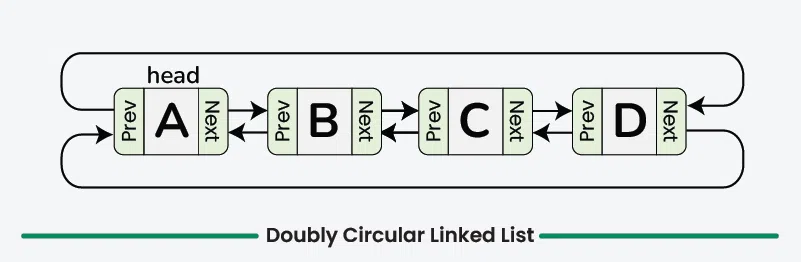 head
Prev A Next Prev B Next Prev C Next Prev D Next
Doubly Circular Linked List